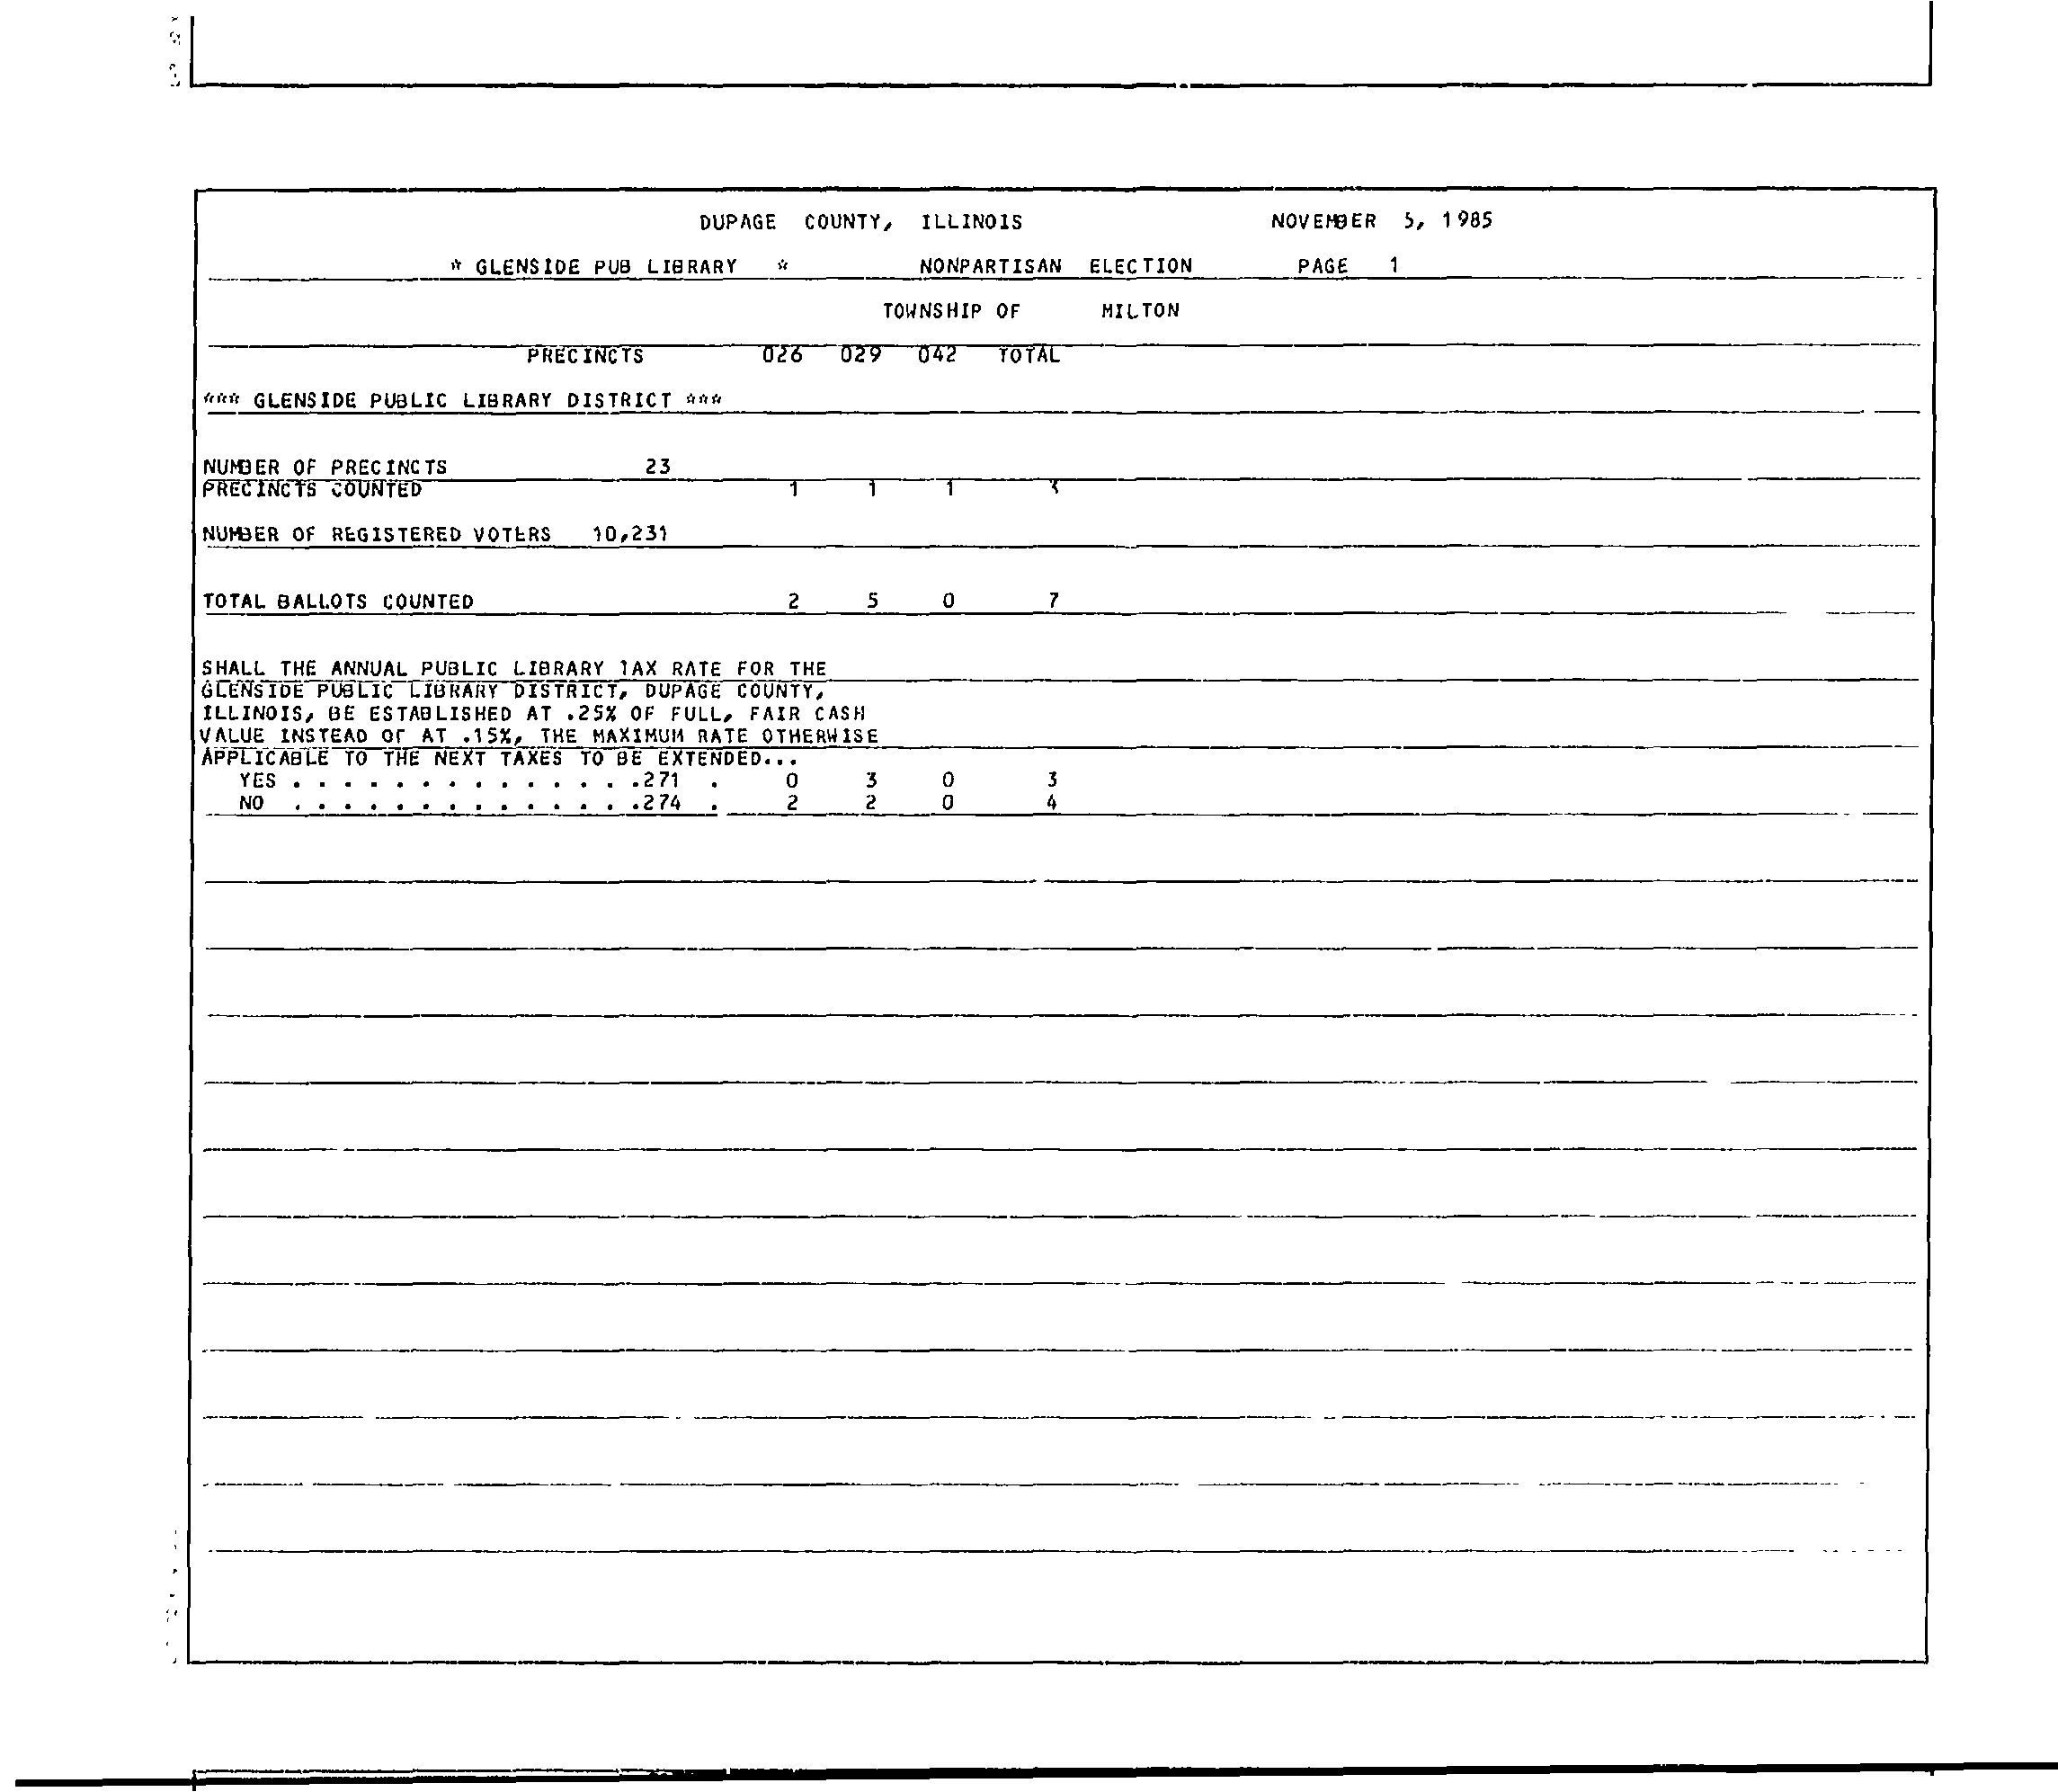 DUPAGE COUNTY, ILLINOIS NOVEMBER 5, 1985
* GLENSIDE PUB LIBRARY * NONPARTISAN ELECTION PAGE 1
TOWNSHIP OF MILTON
PRECINCTS 026 029 042 TOTAL
*** GLENSIDE PUBLIC LIBRARY DISTRICT ***
NUMBER OF PRECINCTS 23
PRECINCTS COUNTED 1 1 1 3
NUMBER OF REGISTERED VOTERS 10,231
TOTAL BALLOTS COUNTED 2 5 0 7
SHALL THE ANNUAL PUBLIC LIBRARY TAX RATE FOR THE
GLENSIDE PUBLIC LIBRARY DISTRICT, DUPAGE COUNTY,
ILLINOIS, BE ESTABLISHED AT .25% OF FULL, FAIR CASH
VALUE INSTEAD OF AT .15%, THE MAXIMUM RATE OTHERWISE
APPLICABLE TO THE NEXT TAXES TO BE EXTENDED...
YES . . . . . . . . . . . . . .271 . 0 3 0 3
NO . . . . . . . . . . . . . .274 . 2 2 0 4